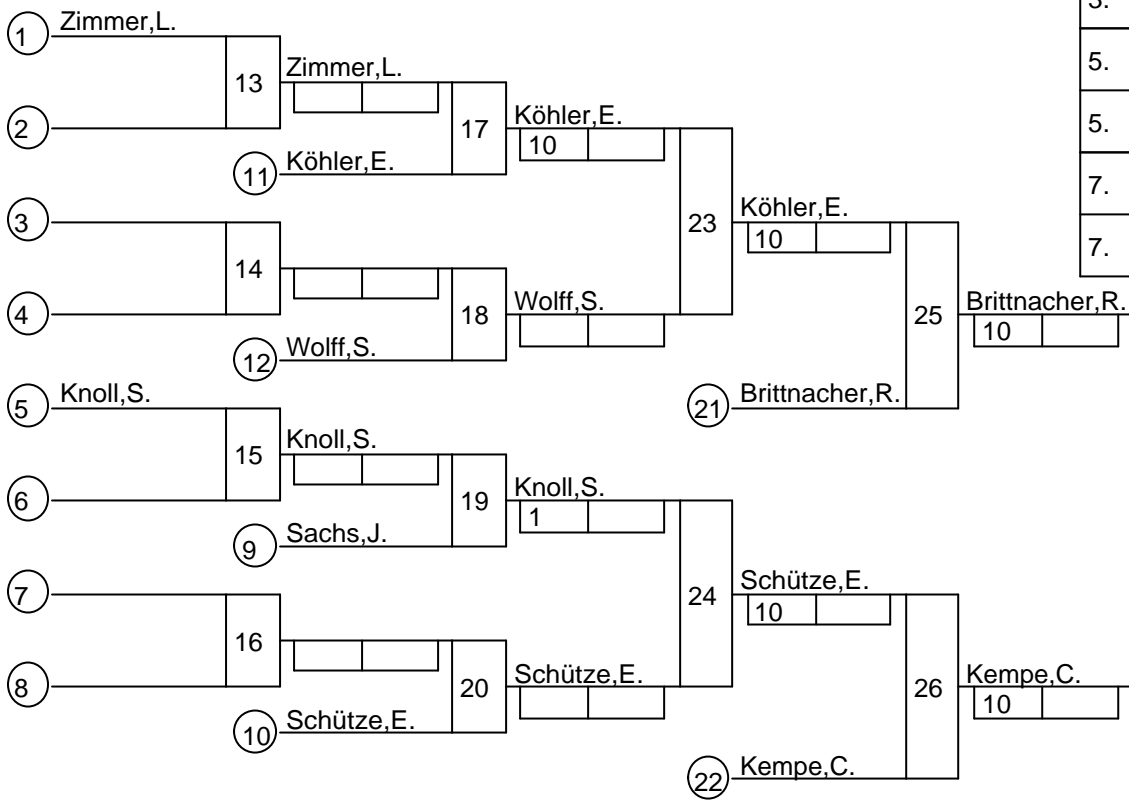 3.
1 Zimmer,L.
13 Zimmer,L.
5.
2
17 Köhler,E.
10
5.
11 Köhler,E.
7.
3
23 Köhler,E.
10
7.
14
4
18 Wolff,S.
25 Brittnacher,R.
10
12 Wolff,S.
5 Knoll,S.
21 Brittnacher,R.
15 Knoll,S.
6
19 Knoll,S.
1
9 Sachs,J.
7
24 Schütze,E.
10
16
8
20 Schütze,E.
26 Kempe,C.
10
10 Schütze,E.
22 Kempe,C.